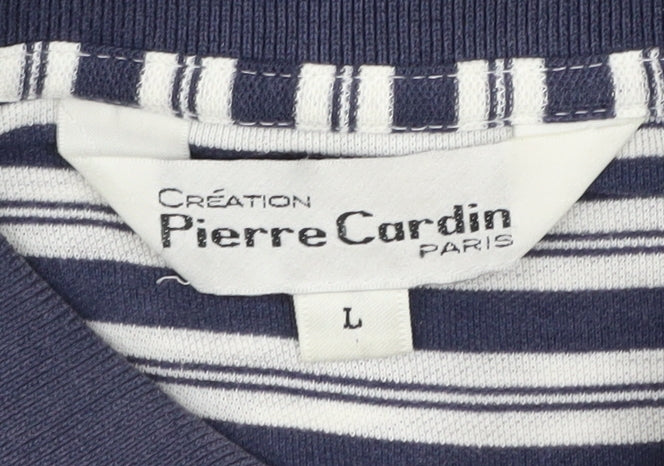 CRÉATION
Pierre Cardin
PARIS
L